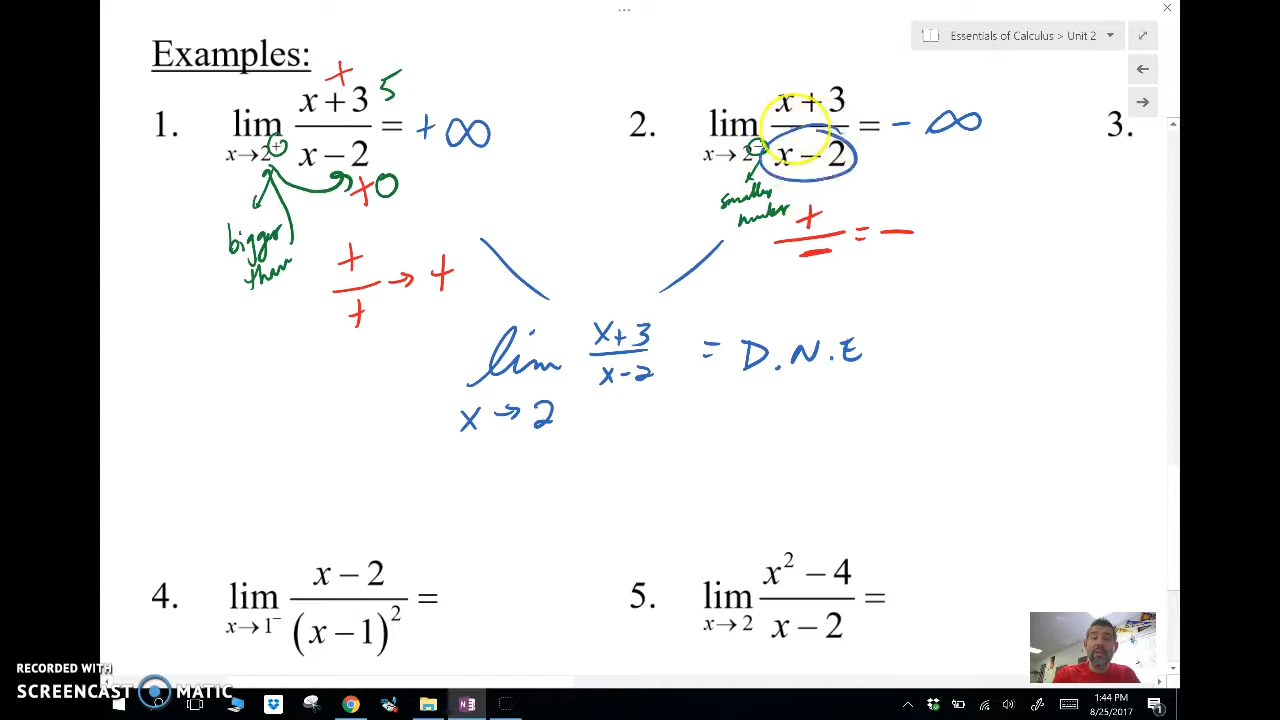 Essentials of Calculus > Unit 2
Examples:
1. lim x→2⁺ (x + 3)/(x − 2) = + ∞
+
5
+ 0
bigger than
+/+ → +
2. lim x→2⁻ (x + 3)/(x − 2) = − ∞
smaller number
+/− = −
3.
lim x→2 (x+3)/(x−2) = D.N.E
4. lim x→1⁻ (x − 2)/(x − 1)² =
5. lim x→2 (x² − 4)/(x − 2) =
RECORDED WITH
SCREENCAST MATIC
1:44 PM
8/25/2017